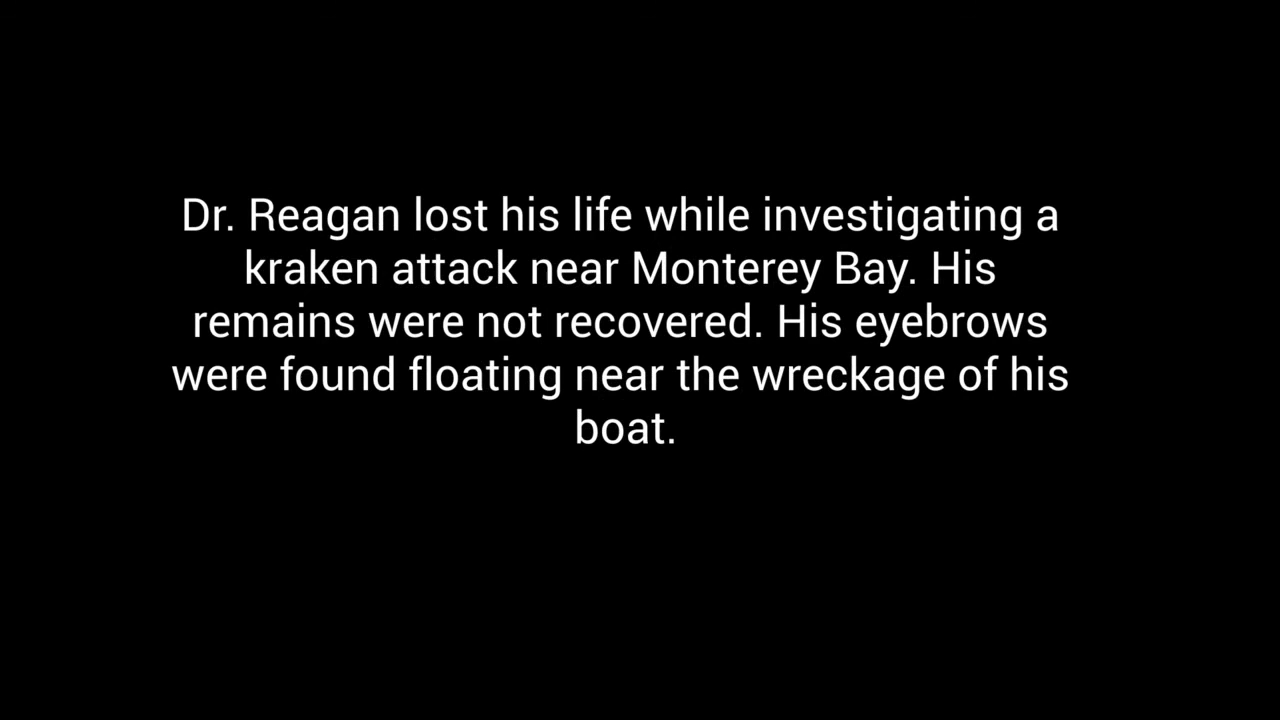 Dr. Reagan lost his life while investigating a
kraken attack near Monterey Bay. His
remains were not recovered. His eyebrows
were found floating near the wreckage of his
boat.